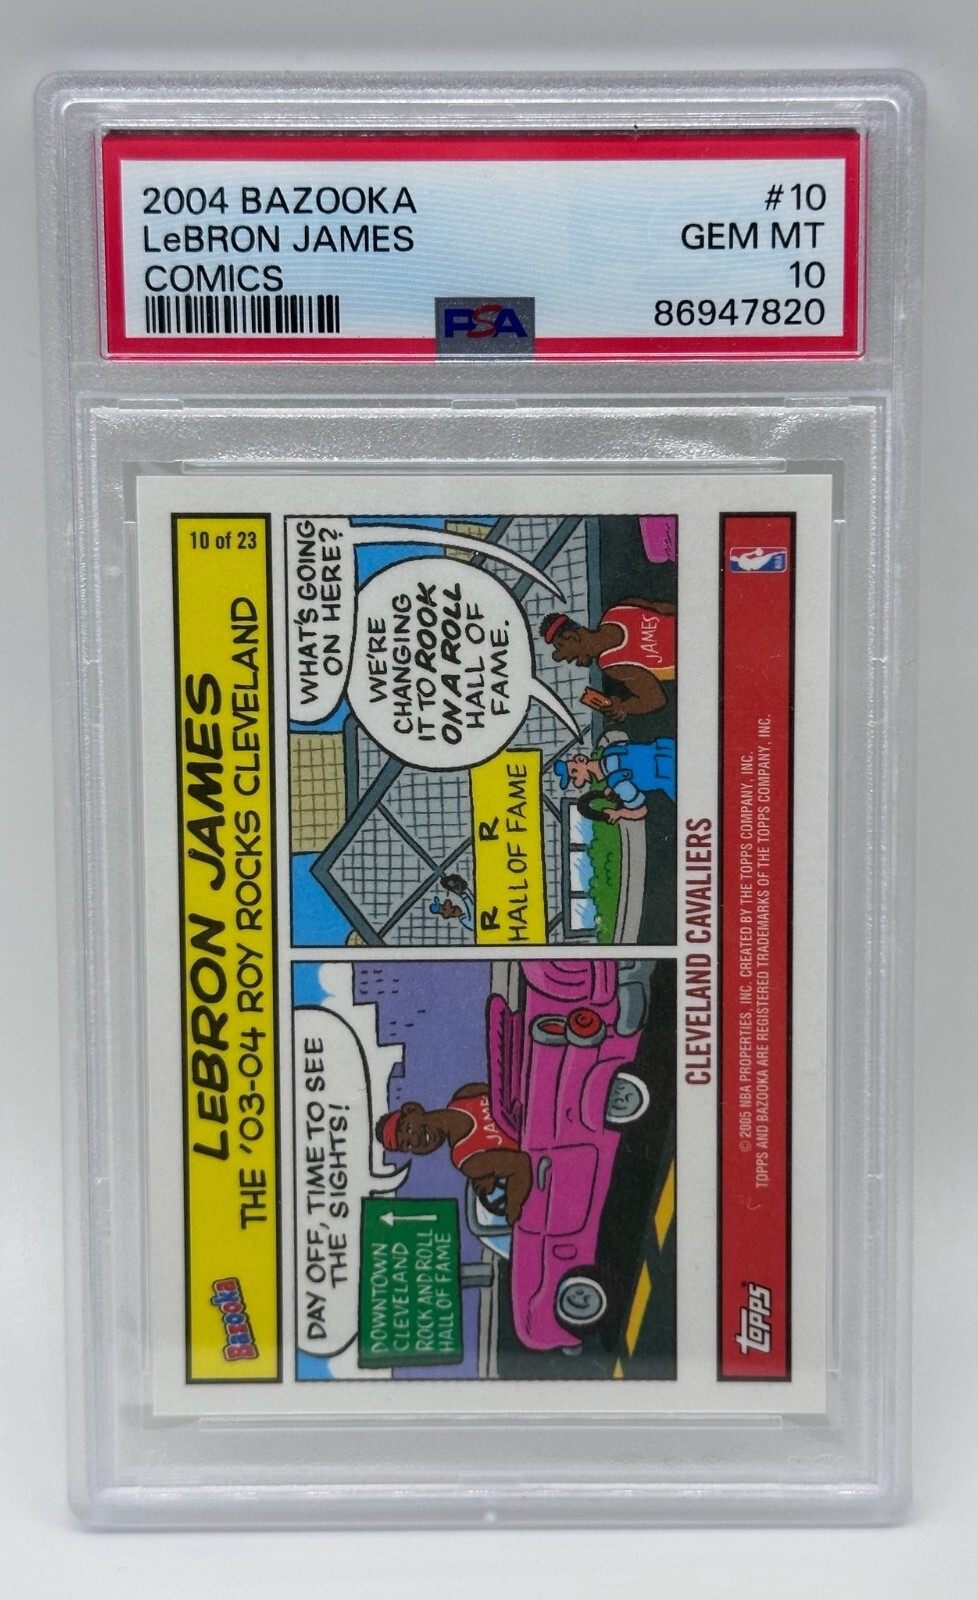 2004 BAZOOKA #10
LeBRON JAMES GEM MT
COMICS 10
86947820
PSA
Bazooka
LEBRON JAMES
10 of 23
THE '03-04 ROY ROCKS CLEVELAND
DAY OFF, TIME TO SEE
THE SIGHTS!
DOWNTOWN
CLEVELAND
ROCK AND ROLL
HALL OF FAME
JAMES
WHAT'S GOING
ON HERE?
WE'RE
CHANGING
IT TO ROOK
ON A ROLL
HALL OF
FAME.
R R
HALL OF FAME
JAMES
CLEVELAND CAVALIERS
topps
© 2005 NBA PROPERTIES, INC. CREATED BY THE TOPPS COMPANY, INC.
TOPPS AND BAZOOKA ARE REGISTERED TRADEMARKS OF THE TOPPS COMPANY, INC.
NBA